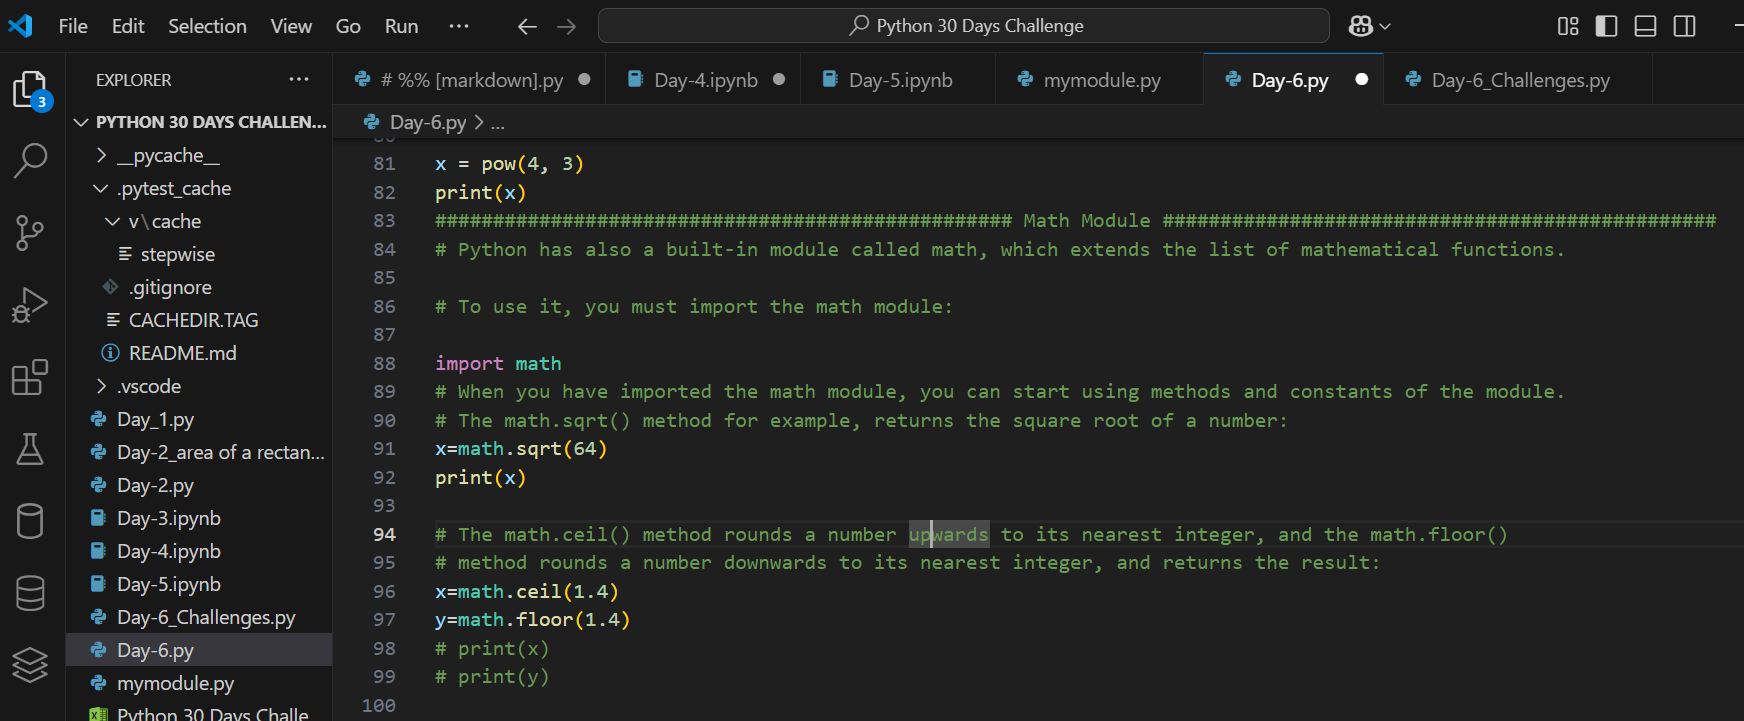 File Edit Selection View Go Run ··· Python 30 Days Challenge
EXPLORER ···
# %% [markdown].py Day-4.ipynb Day-5.ipynb mymodule.py Day-6.py Day-6_Challenges.py
3
PYTHON 30 DAYS CHALLEN...
Day-6.py > ...
__pycache__
.pytest_cache
v\cache
stepwise
.gitignore
CACHEDIR.TAG
README.md
.vscode
Day_1.py
Day-2_area of a rectan...
Day-2.py
Day-3.ipynb
Day-4.ipynb
Day-5.ipynb
Day-6_Challenges.py
Day-6.py
mymodule.py
Python 30 Days Challe
81 x = pow(4, 3)
82 print(x)
83 ################################################## Math Module ################################################
84 # Python has also a built-in module called math, which extends the list of mathematical functions.
85
86 # To use it, you must import the math module:
87
88 import math
89 # When you have imported the math module, you can start using methods and constants of the module.
90 # The math.sqrt() method for example, returns the square root of a number:
91 x=math.sqrt(64)
92 print(x)
93
94 # The math.ceil() method rounds a number upwards to its nearest integer, and the math.floor()
95 # method rounds a number downwards to its nearest integer, and returns the result:
96 x=math.ceil(1.4)
97 y=math.floor(1.4)
98 # print(x)
99 # print(y)
100